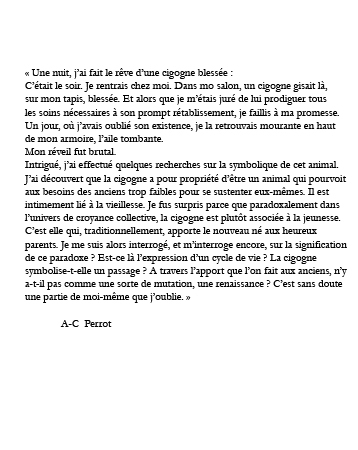 « Une nuit, j’ai fait le rêve d’une cigogne blessée :
C’était le soir. Je rentrais chez moi. Dans mo salon, un cigogne gisait là,
sur mon tapis, blessée. Et alors que je m’étais juré de lui prodiguer tous
les soins nécessaires à son prompt rétablissement, je faillis à ma promesse.
Un jour, où j’avais oublié son existence, je la retrouvais mourante en haut
de mon armoire, l’aile tombante.
Mon réveil fut brutal.
Intrigué, j’ai effectué quelques recherches sur la symbolique de cet animal.
J’ai découvert que la cigogne a pour propriété d’être un animal qui pourvoit
aux besoins des anciens trop faibles pour se sustenter eux-mêmes. Il est
intimement lié à la vieillesse. Je fus surpris parce que paradoxalement dans
l’univers de croyance collective, la cigogne est plutôt associée à la jeunesse.
C’est elle qui, traditionnellement, apporte le nouveau né aux heureux
parents. Je me suis alors interrogé, et m’interroge encore, sur la signification
de ce paradoxe ? Est-ce là l’expression d’un cycle de vie ? La cigogne
symbolise-t-elle un passage ? A travers l’apport que l’on fait aux anciens, n’y
a-t-il pas comme une sorte de mutation, une renaissance ? C’est sans doute
une partie de moi-même que j’oublie. »
A-C Perrot